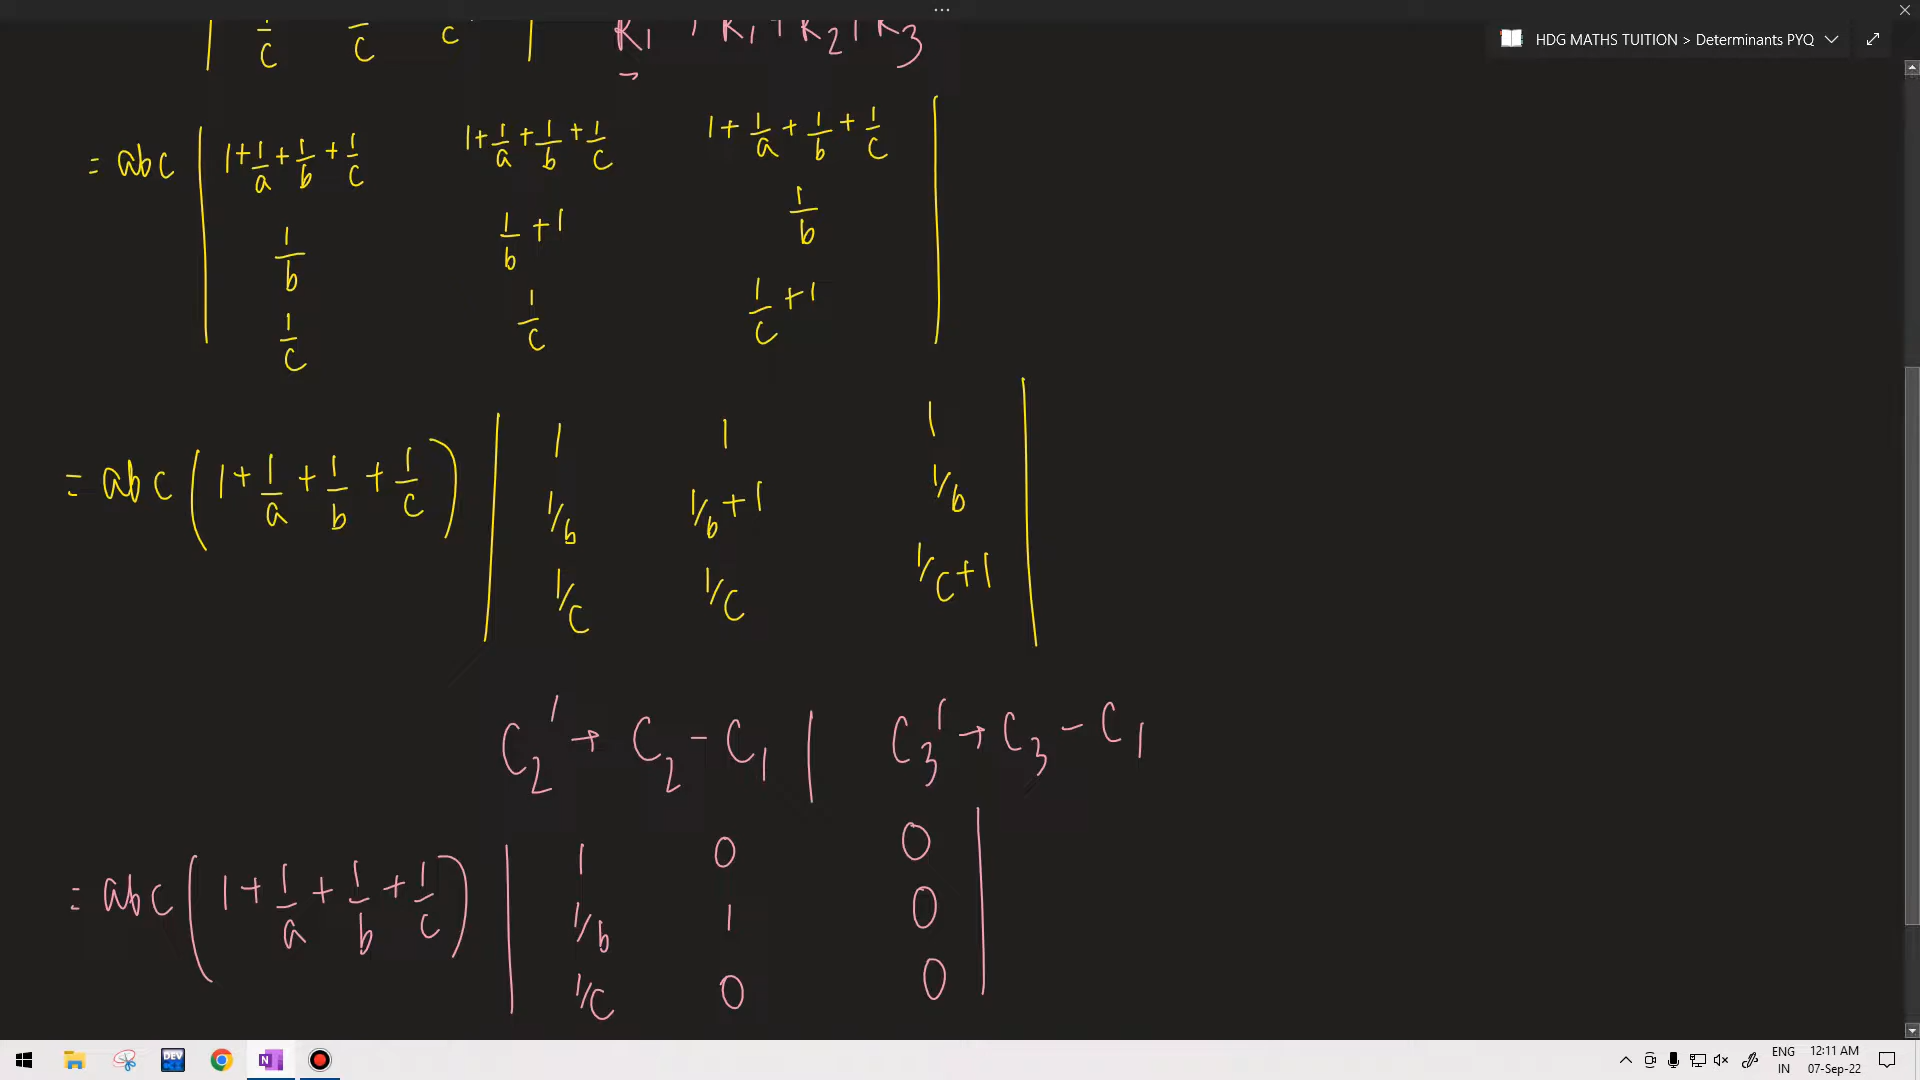 HDG MATHS TUITION > Determinants PYQ
= abc | 1+1/a+1/b+1/c 1+1/a+1/b+1/c 1+1/a+1/b+1/c |
1/b 1/b+1 1/b
1/c 1/c 1/c+1
= abc (1+1/a+1/b+1/c) | 1 1 1 |
1/b 1/b+1 1/b
1/c 1/c 1/c+1
C₂' → C₂ - C₁ | C₃' → C₃ - C₁
= abc (1+1/a+1/b+1/c) | 1 0 0 |
1/b 1 0
1/c 0 0
DEV
N
ENG
IN
12:11 AM
07-Sep-22